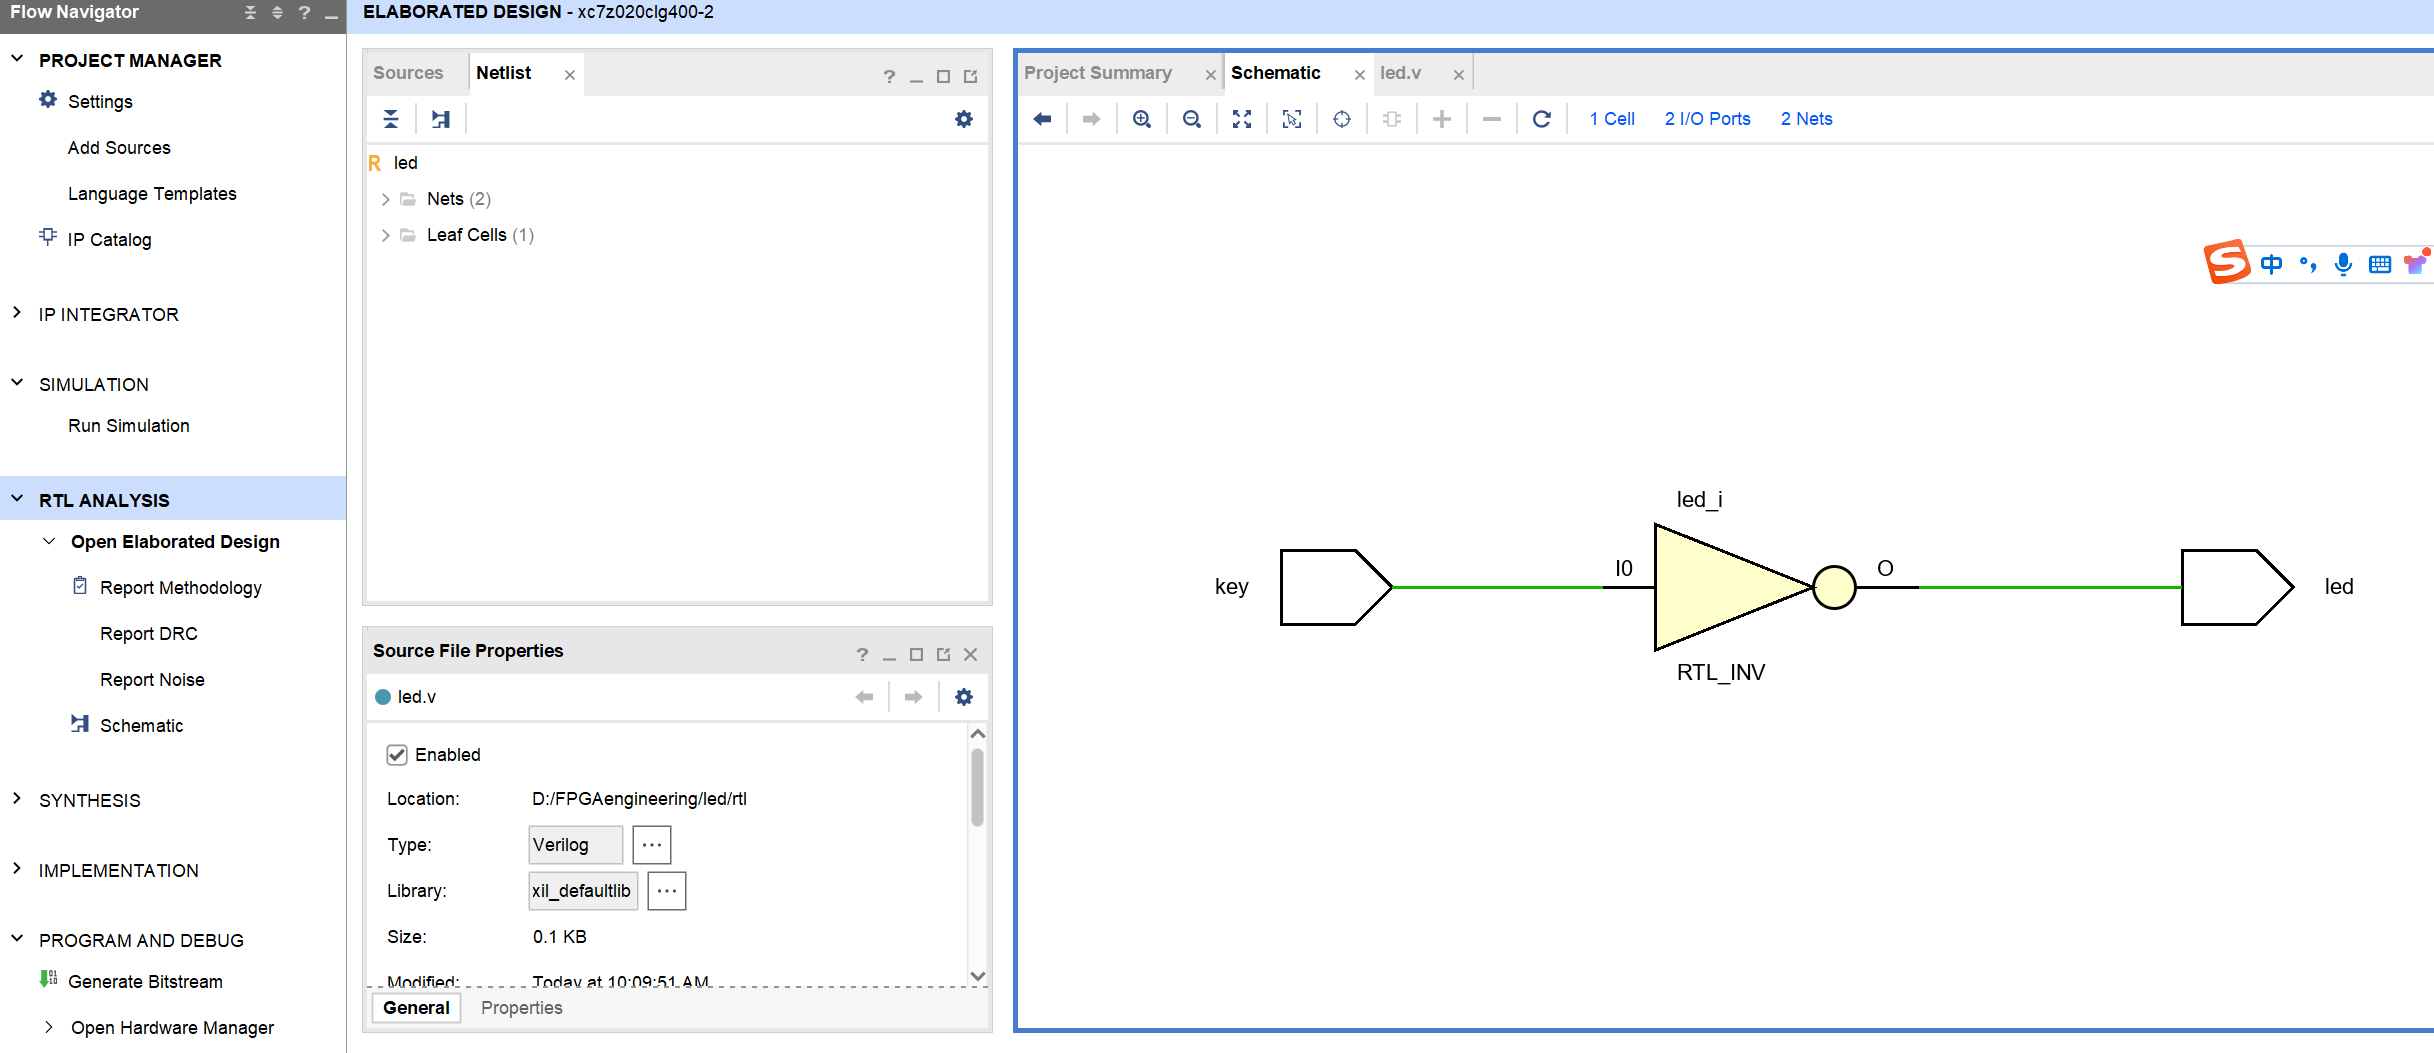 Flow Navigator
ELABORATED DESIGN - xc7z020clg400-2
PROJECT MANAGER
Settings
Add Sources
Language Templates
IP Catalog
IP INTEGRATOR
SIMULATION
Run Simulation
RTL ANALYSIS
Open Elaborated Design
Report Methodology
Report DRC
Report Noise
Schematic
SYNTHESIS
IMPLEMENTATION
PROGRAM AND DEBUG
Generate Bitstream
Open Hardware Manager
Sources Netlist
R led
Nets (2)
Leaf Cells (1)
Source File Properties
led.v
Enabled
Location: D:/FPGAengineering/led/rtl
Type: Verilog ...
Library: xil_defaultlib ...
Size: 0.1 KB
Modified: Today at 10:09:51 AM
General Properties
Project Summary Schematic led.v
1 Cell 2 I/O Ports 2 Nets
S 中
led_i
key I0 O led
RTL_INV